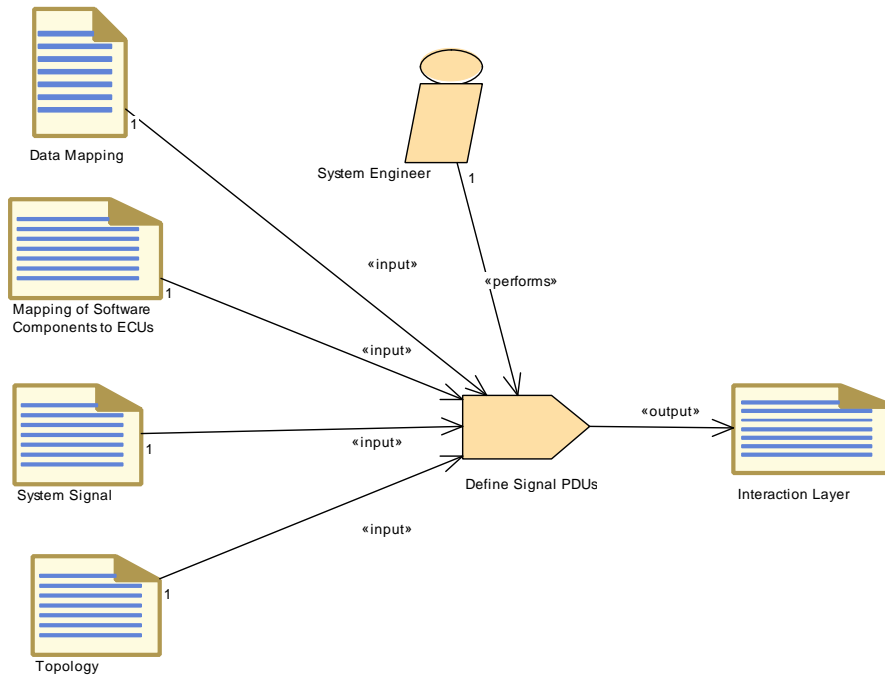 1
Data Mapping
System Engineer
1
«input»
«performs»
1
Mapping of Software
Components to ECUs
«input»
1
System Signal
«input»
Define Signal PDUs
«output»
Interaction Layer
«input»
1
Topology